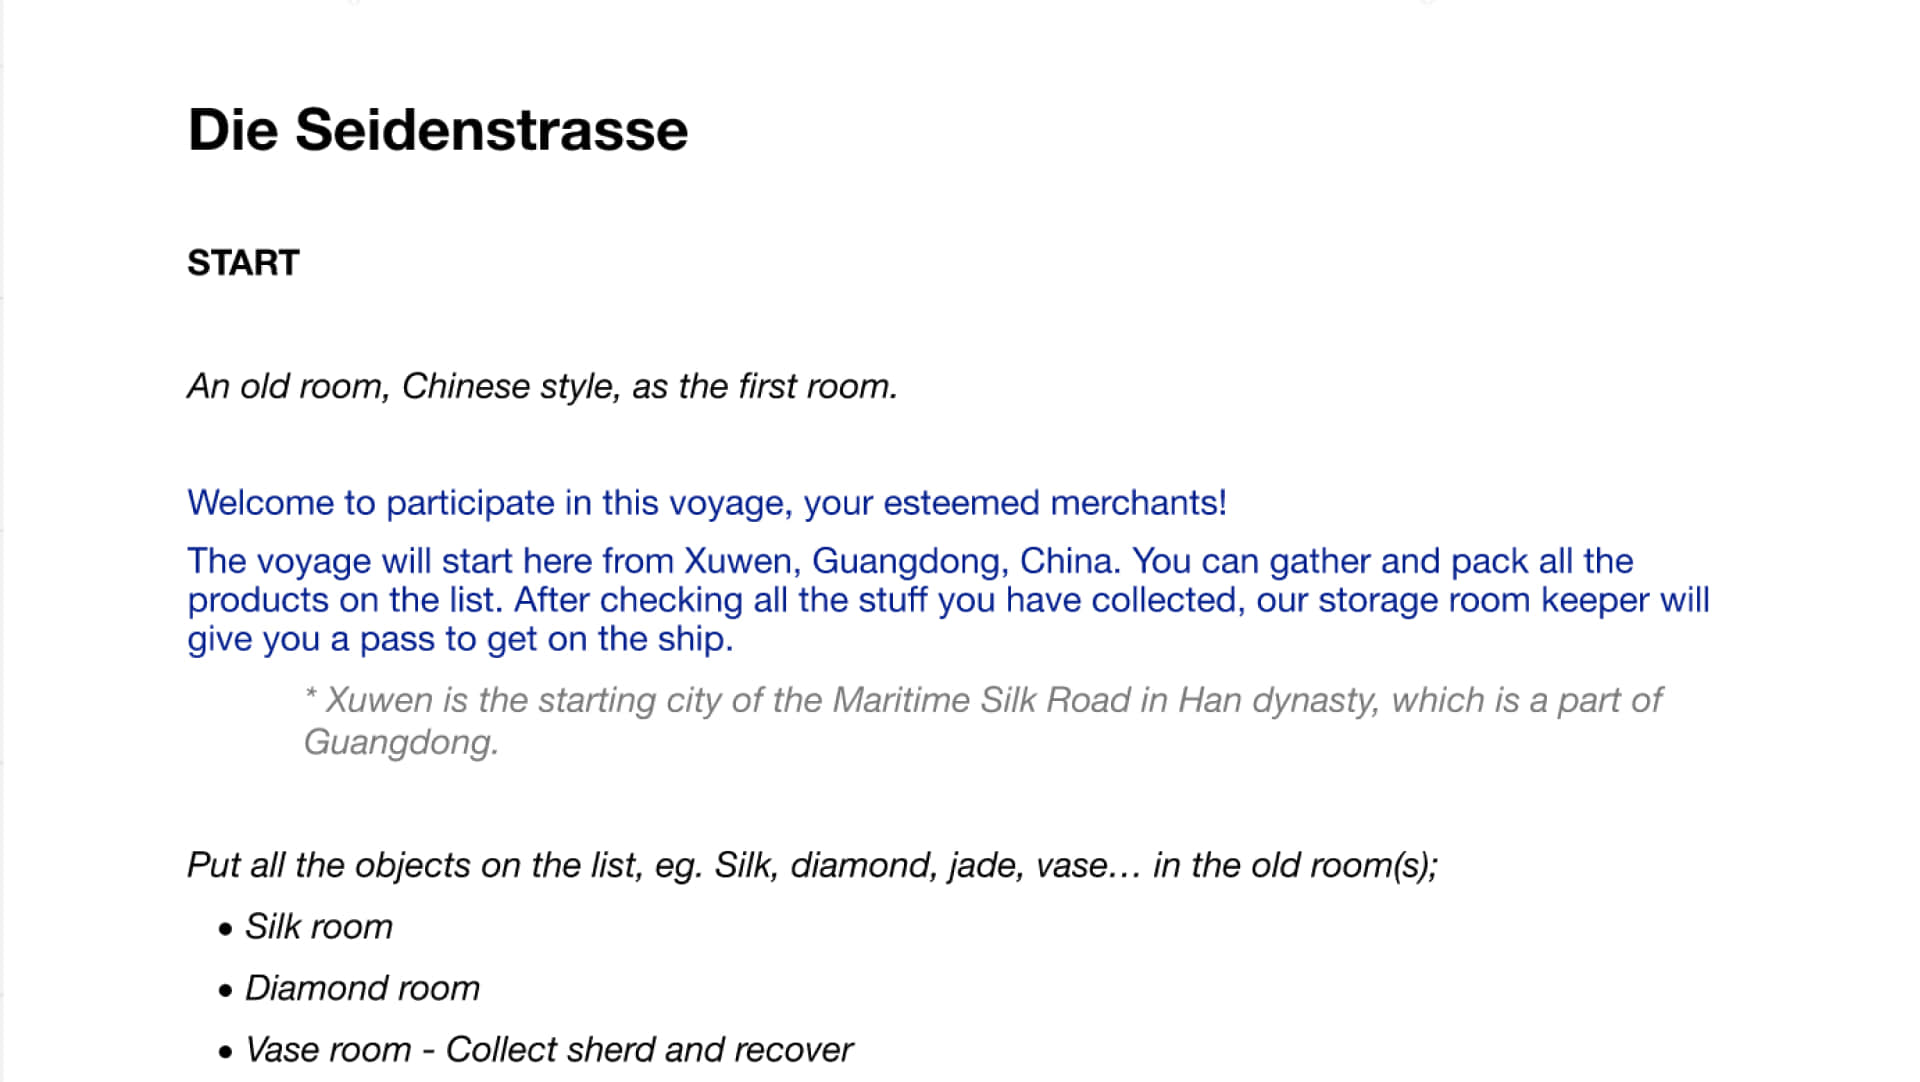 Die Seidenstrasse
START
An old room, Chinese style, as the first room.
Welcome to participate in this voyage, your esteemed merchants!
The voyage will start here from Xuwen, Guangdong, China. You can gather and pack all the
products on the list. After checking all the stuff you have collected, our storage room keeper will
give you a pass to get on the ship.
* Xuwen is the starting city of the Maritime Silk Road in Han dynasty, which is a part of
Guangdong.
Put all the objects on the list, eg. Silk, diamond, jade, vase… in the old room(s);
• Silk room
• Diamond room
• Vase room - Collect sherd and recover